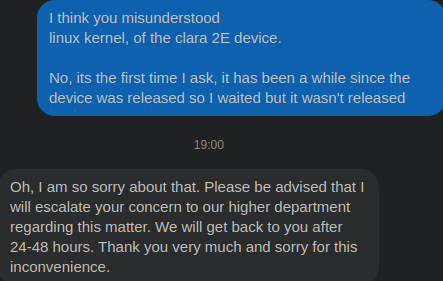 I think you misunderstood
linux kernel, of the clara 2E device.
No, its the first time I ask, it has been a while since the
device was released so I waited but it wasn't released
19:00
Oh, I am so sorry about that. Please be advised that I
will escalate your concern to our higher department
regarding this matter. We will get back to you after
24-48 hours. Thank you very much and sorry for this
inconvenience.